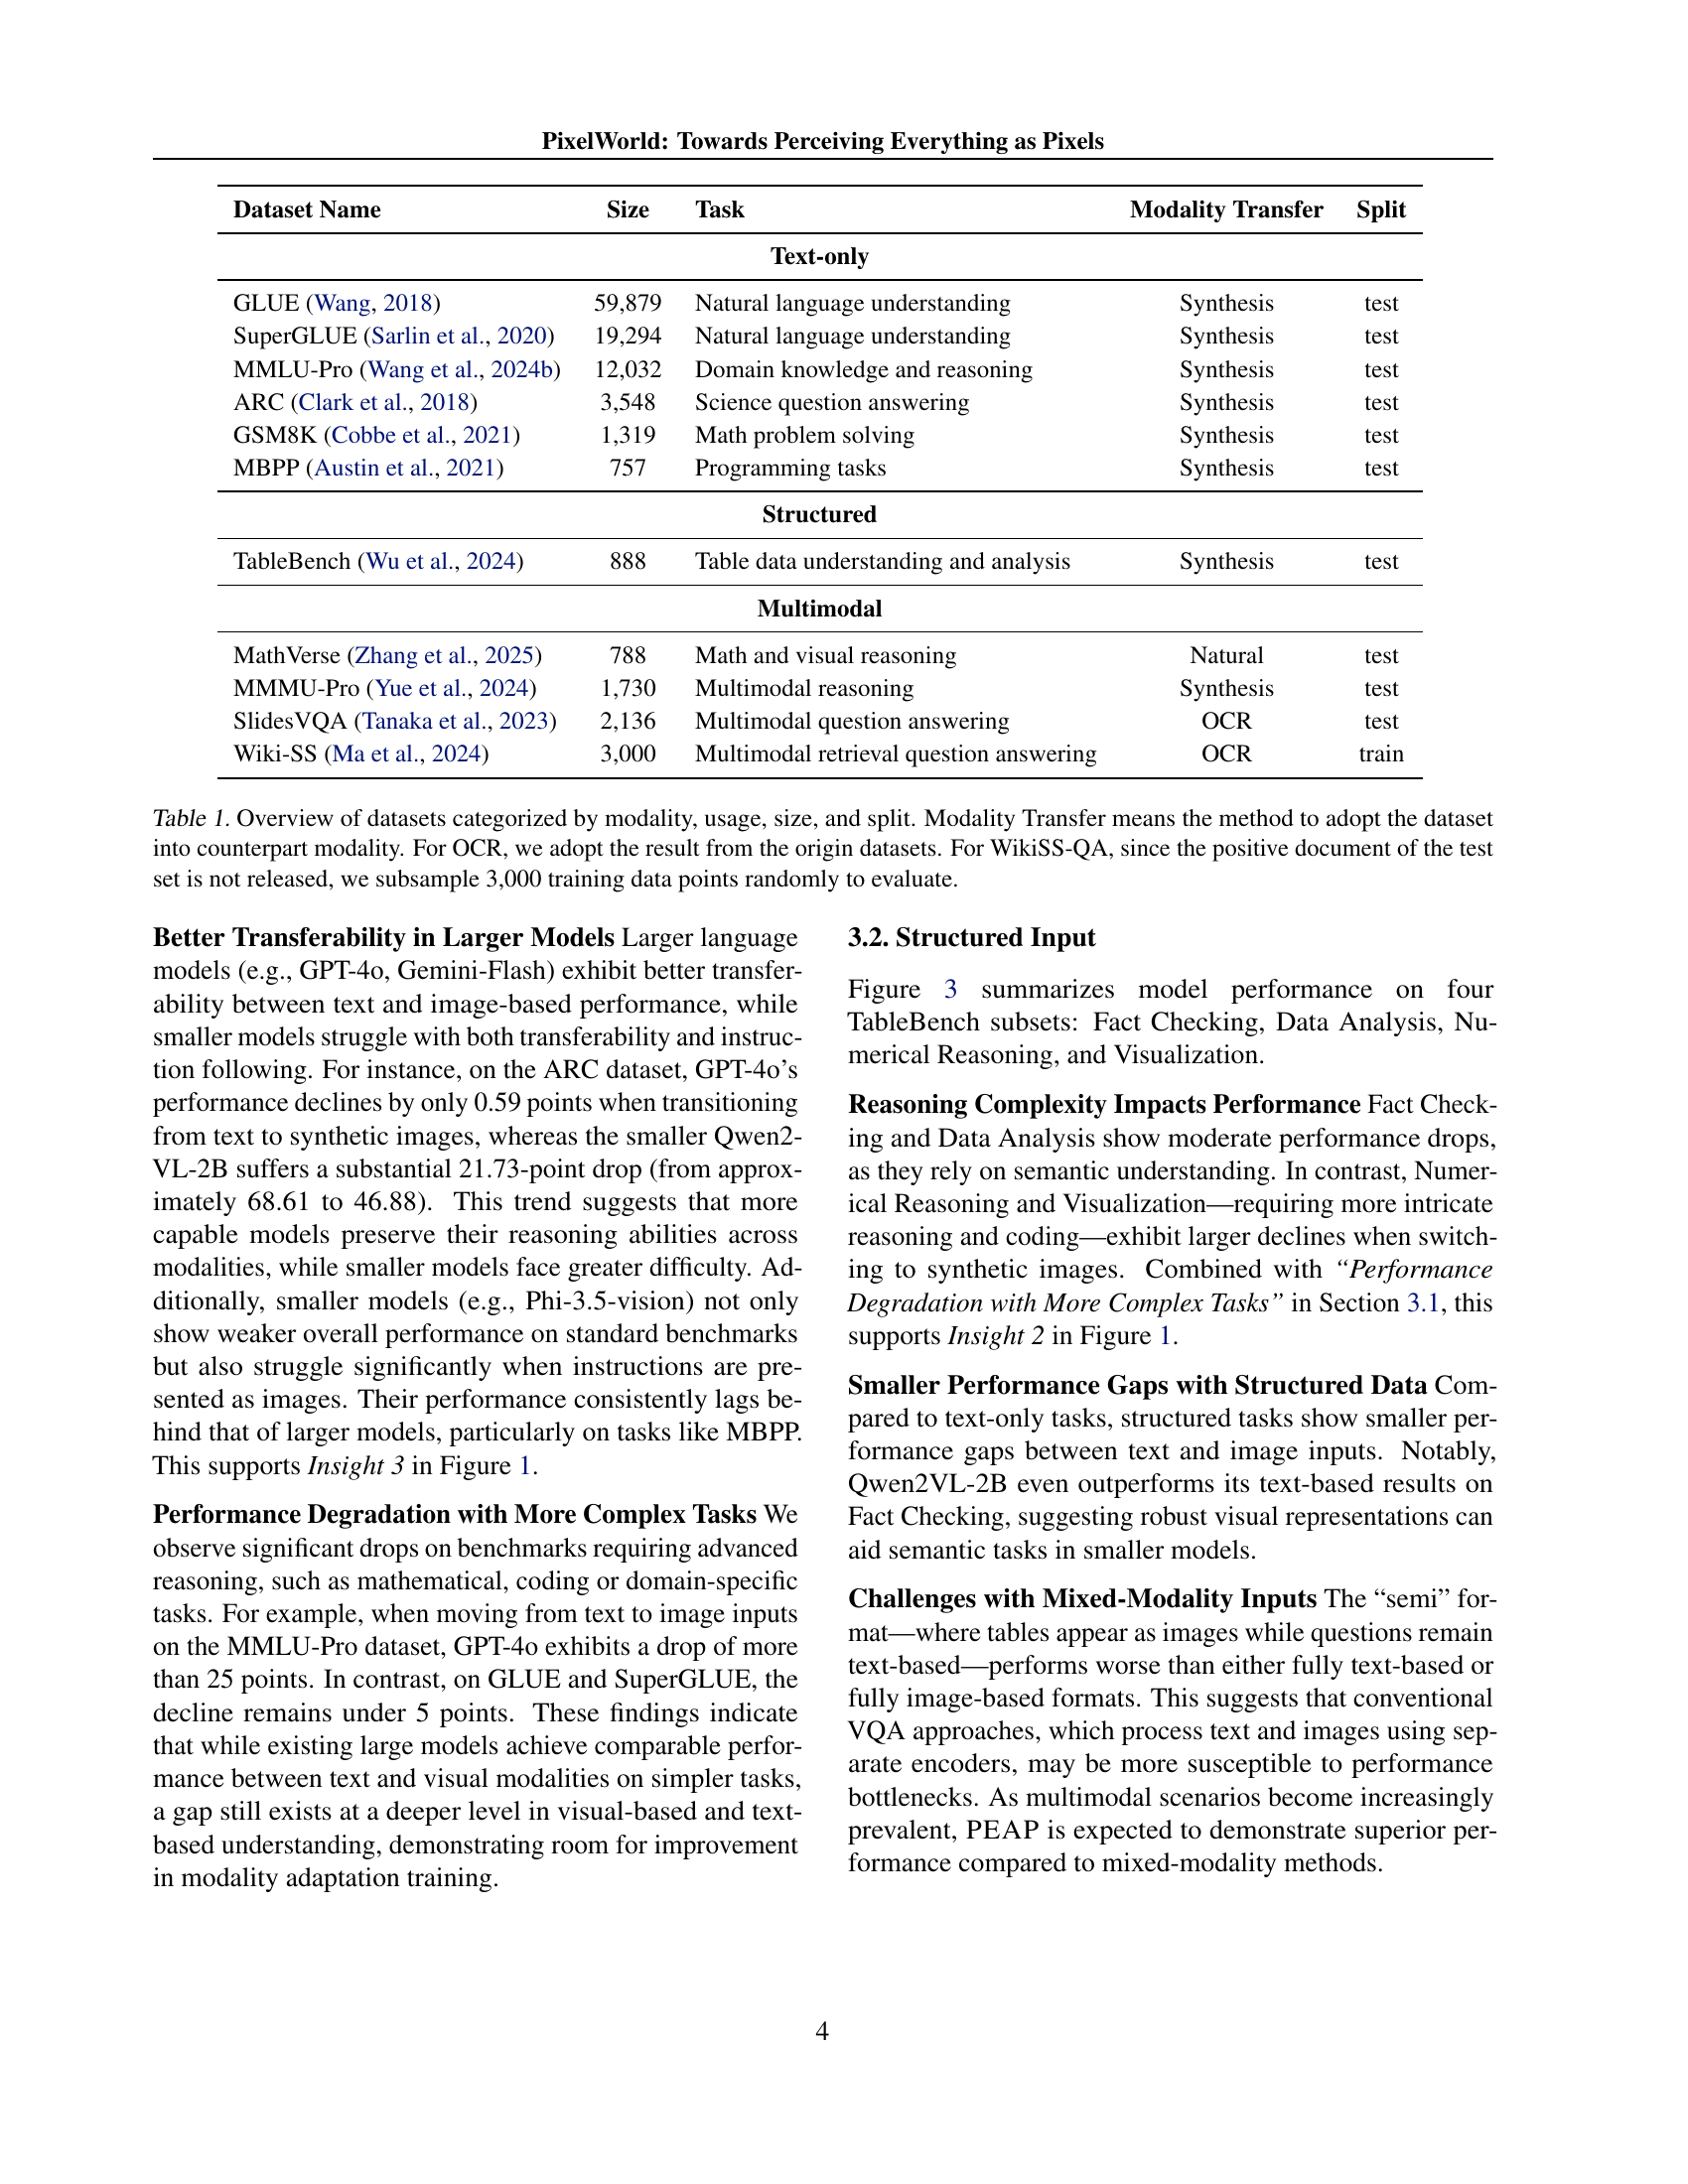 PixelWorld: Towards Perceiving Everything as Pixels
Dataset Name Size Task Modality Transfer Split
Text-only
GLUE (Wang, 2018) 59,879 Natural language understanding Synthesis test
SuperGLUE (Sarlin et al., 2020) 19,294 Natural language understanding Synthesis test
MMLU-Pro (Wang et al., 2024b) 12,032 Domain knowledge and reasoning Synthesis test
ARC (Clark et al., 2018) 3,548 Science question answering Synthesis test
GSM8K (Cobbe et al., 2021) 1,319 Math problem solving Synthesis test
MBPP (Austin et al., 2021) 757 Programming tasks Synthesis test
Structured
TableBench (Wu et al., 2024) 888 Table data understanding and analysis Synthesis test
Multimodal
MathVerse (Zhang et al., 2025) 788 Math and visual reasoning Natural test
MMMU-Pro (Yue et al., 2024) 1,730 Multimodal reasoning Synthesis test
SlidesVQA (Tanaka et al., 2023) 2,136 Multimodal question answering OCR test
Wiki-SS (Ma et al., 2024) 3,000 Multimodal retrieval question answering OCR train
Table 1. Overview of datasets categorized by modality, usage, size, and split. Modality Transfer means the method to adopt the dataset
into counterpart modality. For OCR, we adopt the result from the origin datasets. For WikiSS-QA, since the positive document of the test
set is not released, we subsample 3,000 training data points randomly to evaluate.
Better Transferability in Larger Models Larger language
models (e.g., GPT-4o, Gemini-Flash) exhibit better transfer-
ability between text and image-based performance, while
smaller models struggle with both transferability and instruc-
tion following. For instance, on the ARC dataset, GPT-4o's
performance declines by only 0.59 points when transitioning
from text to synthetic images, whereas the smaller Qwen2-
VL-2B suffers a substantial 21.73-point drop (from approx-
imately 68.61 to 46.88). This trend suggests that more
capable models preserve their reasoning abilities across
modalities, while smaller models face greater difficulty. Ad-
ditionally, smaller models (e.g., Phi-3.5-vision) not only
show weaker overall performance on standard benchmarks
but also struggle significantly when instructions are pre-
sented as images. Their performance consistently lags be-
hind that of larger models, particularly on tasks like MBPP.
This supports Insight 3 in Figure 1.
Performance Degradation with More Complex Tasks We
observe significant drops on benchmarks requiring advanced
reasoning, such as mathematical, coding or domain-specific
tasks. For example, when moving from text to image inputs
on the MMLU-Pro dataset, GPT-4o exhibits a drop of more
than 25 points. In contrast, on GLUE and SuperGLUE, the
decline remains under 5 points. These findings indicate
that while existing large models achieve comparable perfor-
mance between text and visual modalities on simpler tasks,
a gap still exists at a deeper level in visual-based and text-
based understanding, demonstrating room for improvement
in modality adaptation training.
3.2. Structured Input
Figure 3 summarizes model performance on four
TableBench subsets: Fact Checking, Data Analysis, Nu-
merical Reasoning, and Visualization.
Reasoning Complexity Impacts Performance Fact Check-
ing and Data Analysis show moderate performance drops,
as they rely on semantic understanding. In contrast, Numer-
ical Reasoning and Visualization—requiring more intricate
reasoning and coding—exhibit larger declines when switch-
ing to synthetic images. Combined with “Performance
Degradation with More Complex Tasks” in Section 3.1, this
supports Insight 2 in Figure 1.
Smaller Performance Gaps with Structured Data Com-
pared to text-only tasks, structured tasks show smaller per-
formance gaps between text and image inputs. Notably,
Qwen2VL-2B even outperforms its text-based results on
Fact Checking, suggesting robust visual representations can
aid semantic tasks in smaller models.
Challenges with Mixed-Modality Inputs The “semi” for-
mat—where tables appear as images while questions remain
text-based—performs worse than either fully text-based or
fully image-based formats. This suggests that conventional
VQA approaches, which process text and images using sep-
arate encoders, may be more susceptible to performance
bottlenecks. As multimodal scenarios become increasingly
prevalent, PEAP is expected to demonstrate superior per-
formance compared to mixed-modality methods.
4